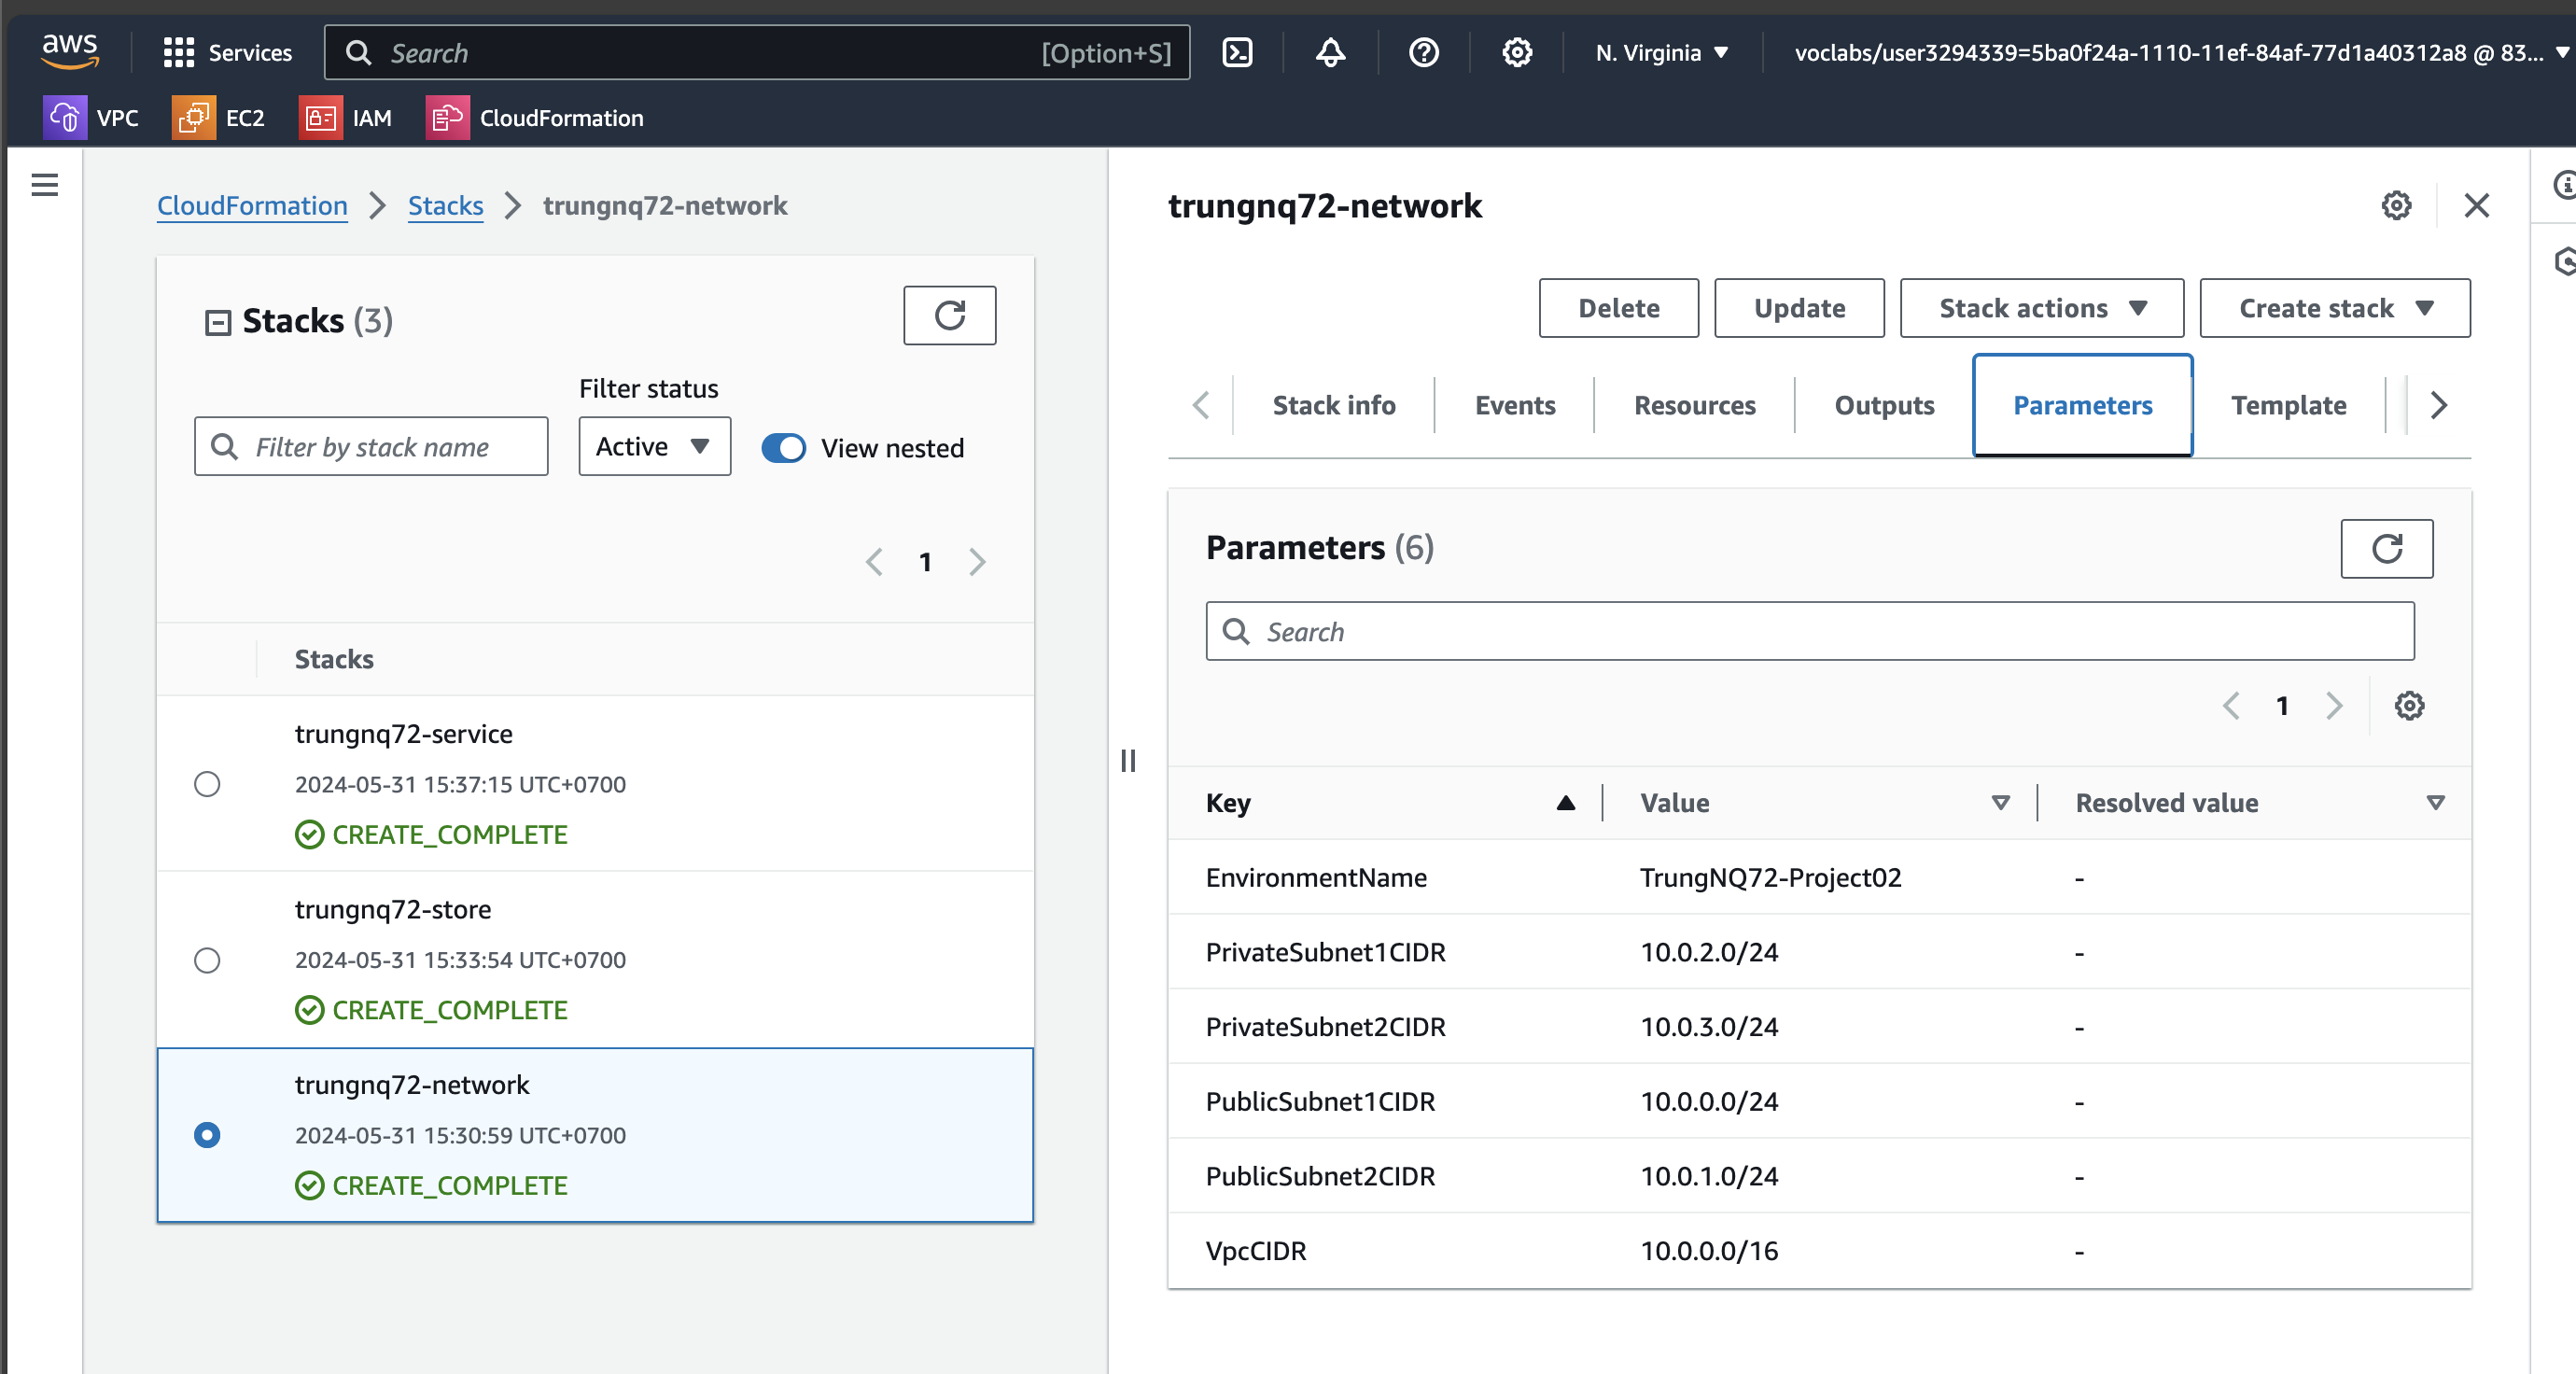 aws
Services
Search
[Option+S]
N. Virginia
voclabs/user3294339=5ba0f24a-1110-11ef-84af-77d1a40312a8 @ 83...
VPC
EC2
IAM
CloudFormation
CloudFormation
Stacks
trungnq72-network
Stacks (3)
Filter status
Filter by stack name
Active
View nested
1
Stacks
trungnq72-service
2024-05-31 15:37:15 UTC+0700
CREATE_COMPLETE
trungnq72-store
2024-05-31 15:33:54 UTC+0700
CREATE_COMPLETE
trungnq72-network
2024-05-31 15:30:59 UTC+0700
CREATE_COMPLETE
trungnq72-network
Delete
Update
Stack actions
Create stack
Stack info
Events
Resources
Outputs
Parameters
Template
Parameters (6)
Search
1
Key Value Resolved value
EnvironmentName TrungNQ72-Project02 -
PrivateSubnet1CIDR 10.0.2.0/24 -
PrivateSubnet2CIDR 10.0.3.0/24 -
PublicSubnet1CIDR 10.0.0.0/24 -
PublicSubnet2CIDR 10.0.1.0/24 -
VpcCIDR 10.0.0.0/16 -